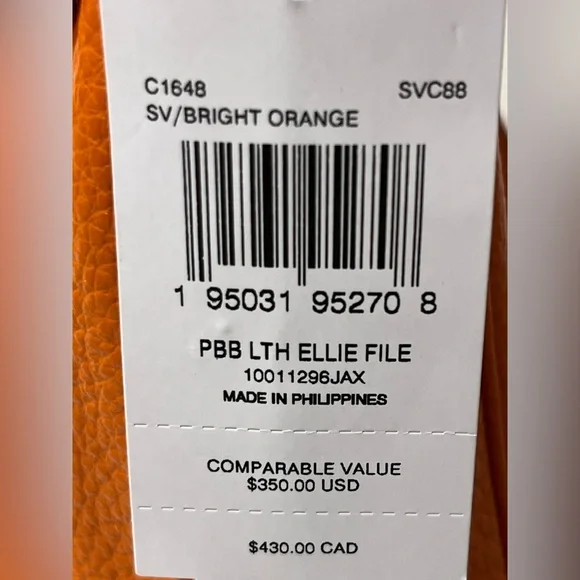 C1648 SVC88
SV/BRIGHT ORANGE
1 95031 95270 8
PBB LTH ELLIE FILE
10011296JAX
MADE IN PHILIPPINES
COMPARABLE VALUE
$350.00 USD
$430.00 CAD